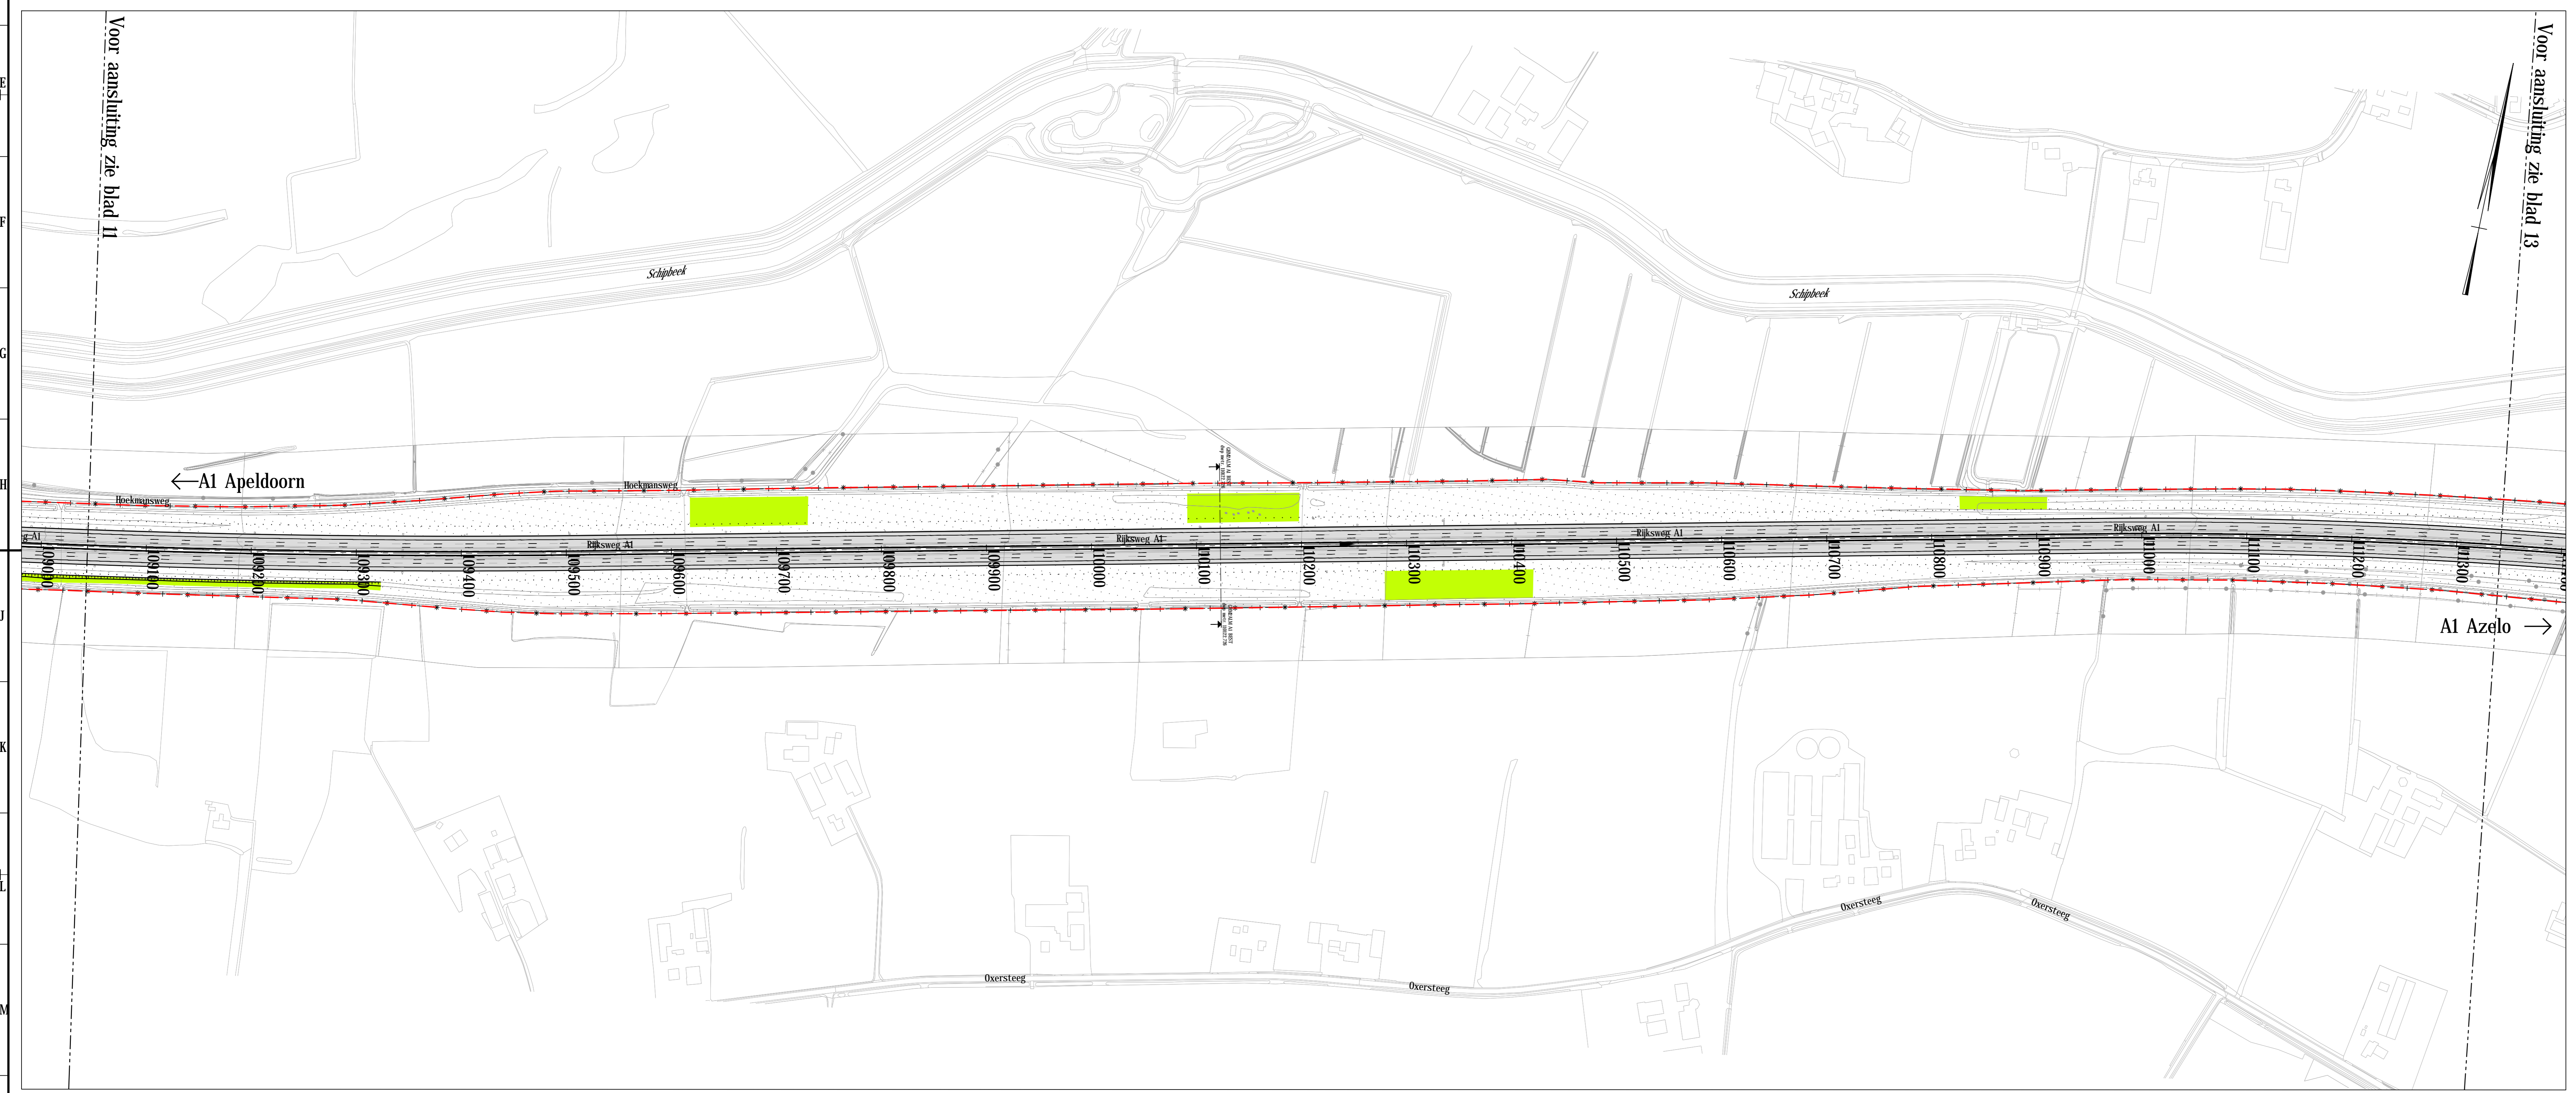 Voor aansluiting zie blad 11
Voor aansluiting zie blad 13
E
F
G
H
J
K
L
M
Schipbeek
Schipbeek
A1 Apeldoorn
Hoekmansweg
Hoekmansweg
g A1
Rijksweg A1
Rijksweg A1
Rijksweg A1
Rijksweg A1
109000
109100
109200
109300
109400
109500
109600
109700
109800
109900
110000
110100
110200
110300
110400
110500
110600
110700
110800
110900
111000
111100
111200
111300
A1 Azelo
Oxersteeg
Oxersteeg
Oxersteeg
Oxersteeg